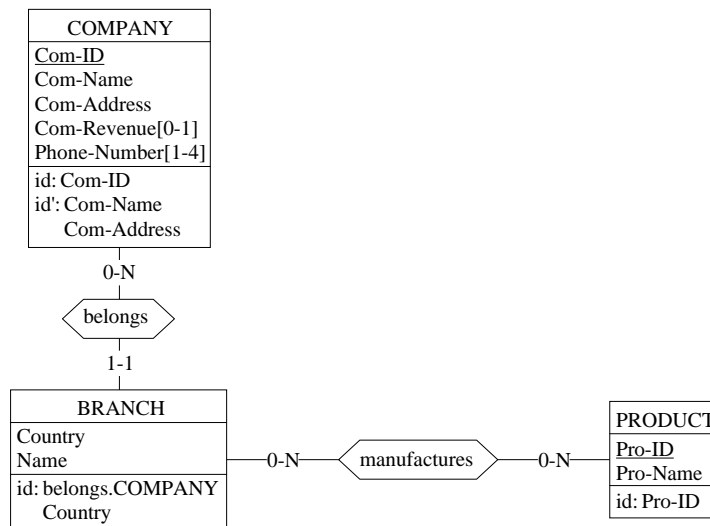 COMPANY
Com-ID
Com-Name
Com-Address
Com-Revenue[0-1]
Phone-Number[1-4]
id: Com-ID
id': Com-Name
Com-Address
0-N
belongs
1-1
BRANCH
Country
Name
id: belongs.COMPANY
Country
0-N
manufactures
0-N
PRODUCT
Pro-ID
Pro-Name
id: Pro-ID